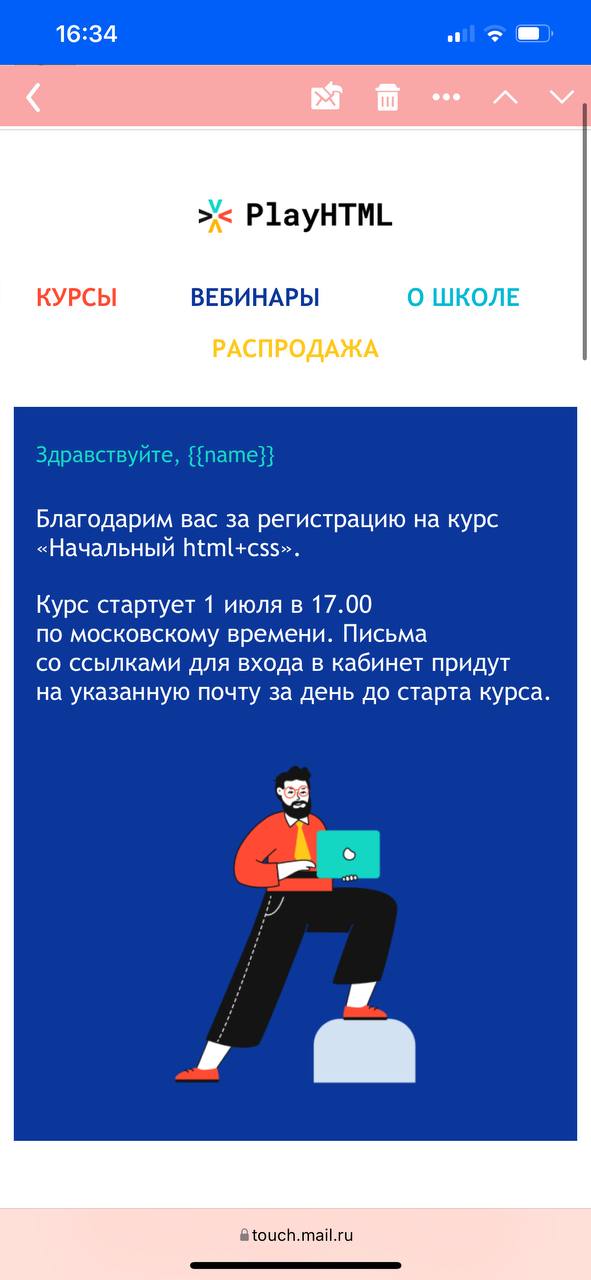 16:34
PlayHTML
КУРСЫ ВЕБИНАРЫ О ШКОЛЕ
РАСПРОДАЖА
Здравствуйте, {{name}}
Благодарим вас за регистрацию на курс
«Начальный html+css».
Курс стартует 1 июля в 17.00
по московскому времени. Письма
со ссылками для входа в кабинет придут
на указанную почту за день до старта курса.
touch.mail.ru